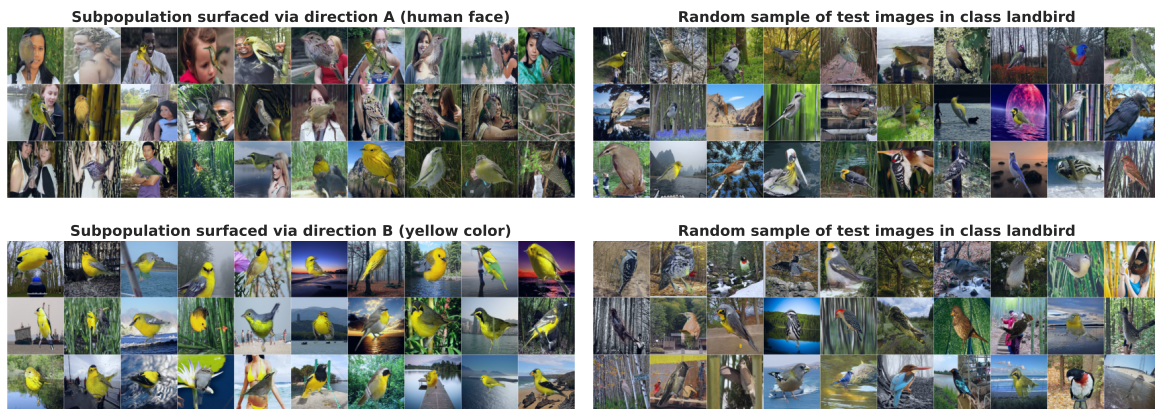 Subpopulation surfaced via direction A (human face)
Random sample of test images in class landbird
Subpopulation surfaced via direction B (yellow color)
Random sample of test images in class landbird